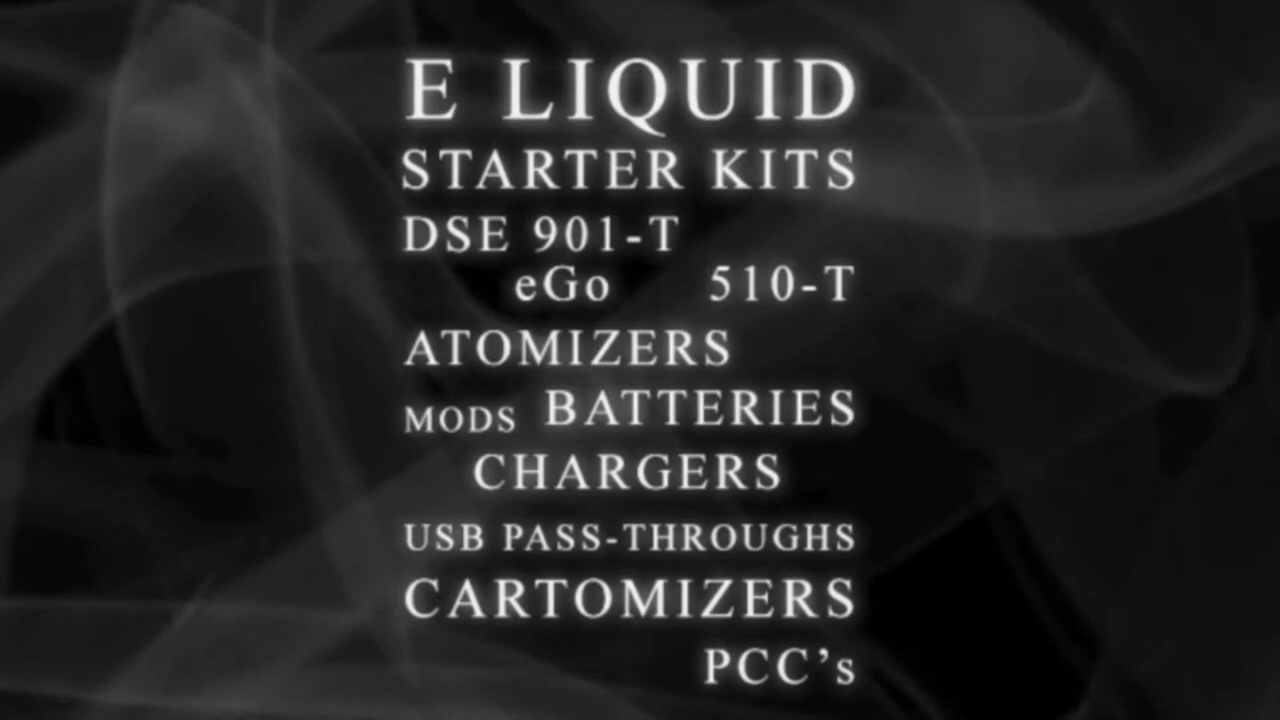 E LIQUID
STARTER KITS
DSE 901-T
eGo 510-T
ATOMIZERS
MODS BATTERIES
CHARGERS
USB PASS-THROUGHS
CARTOMIZERS
PCC's